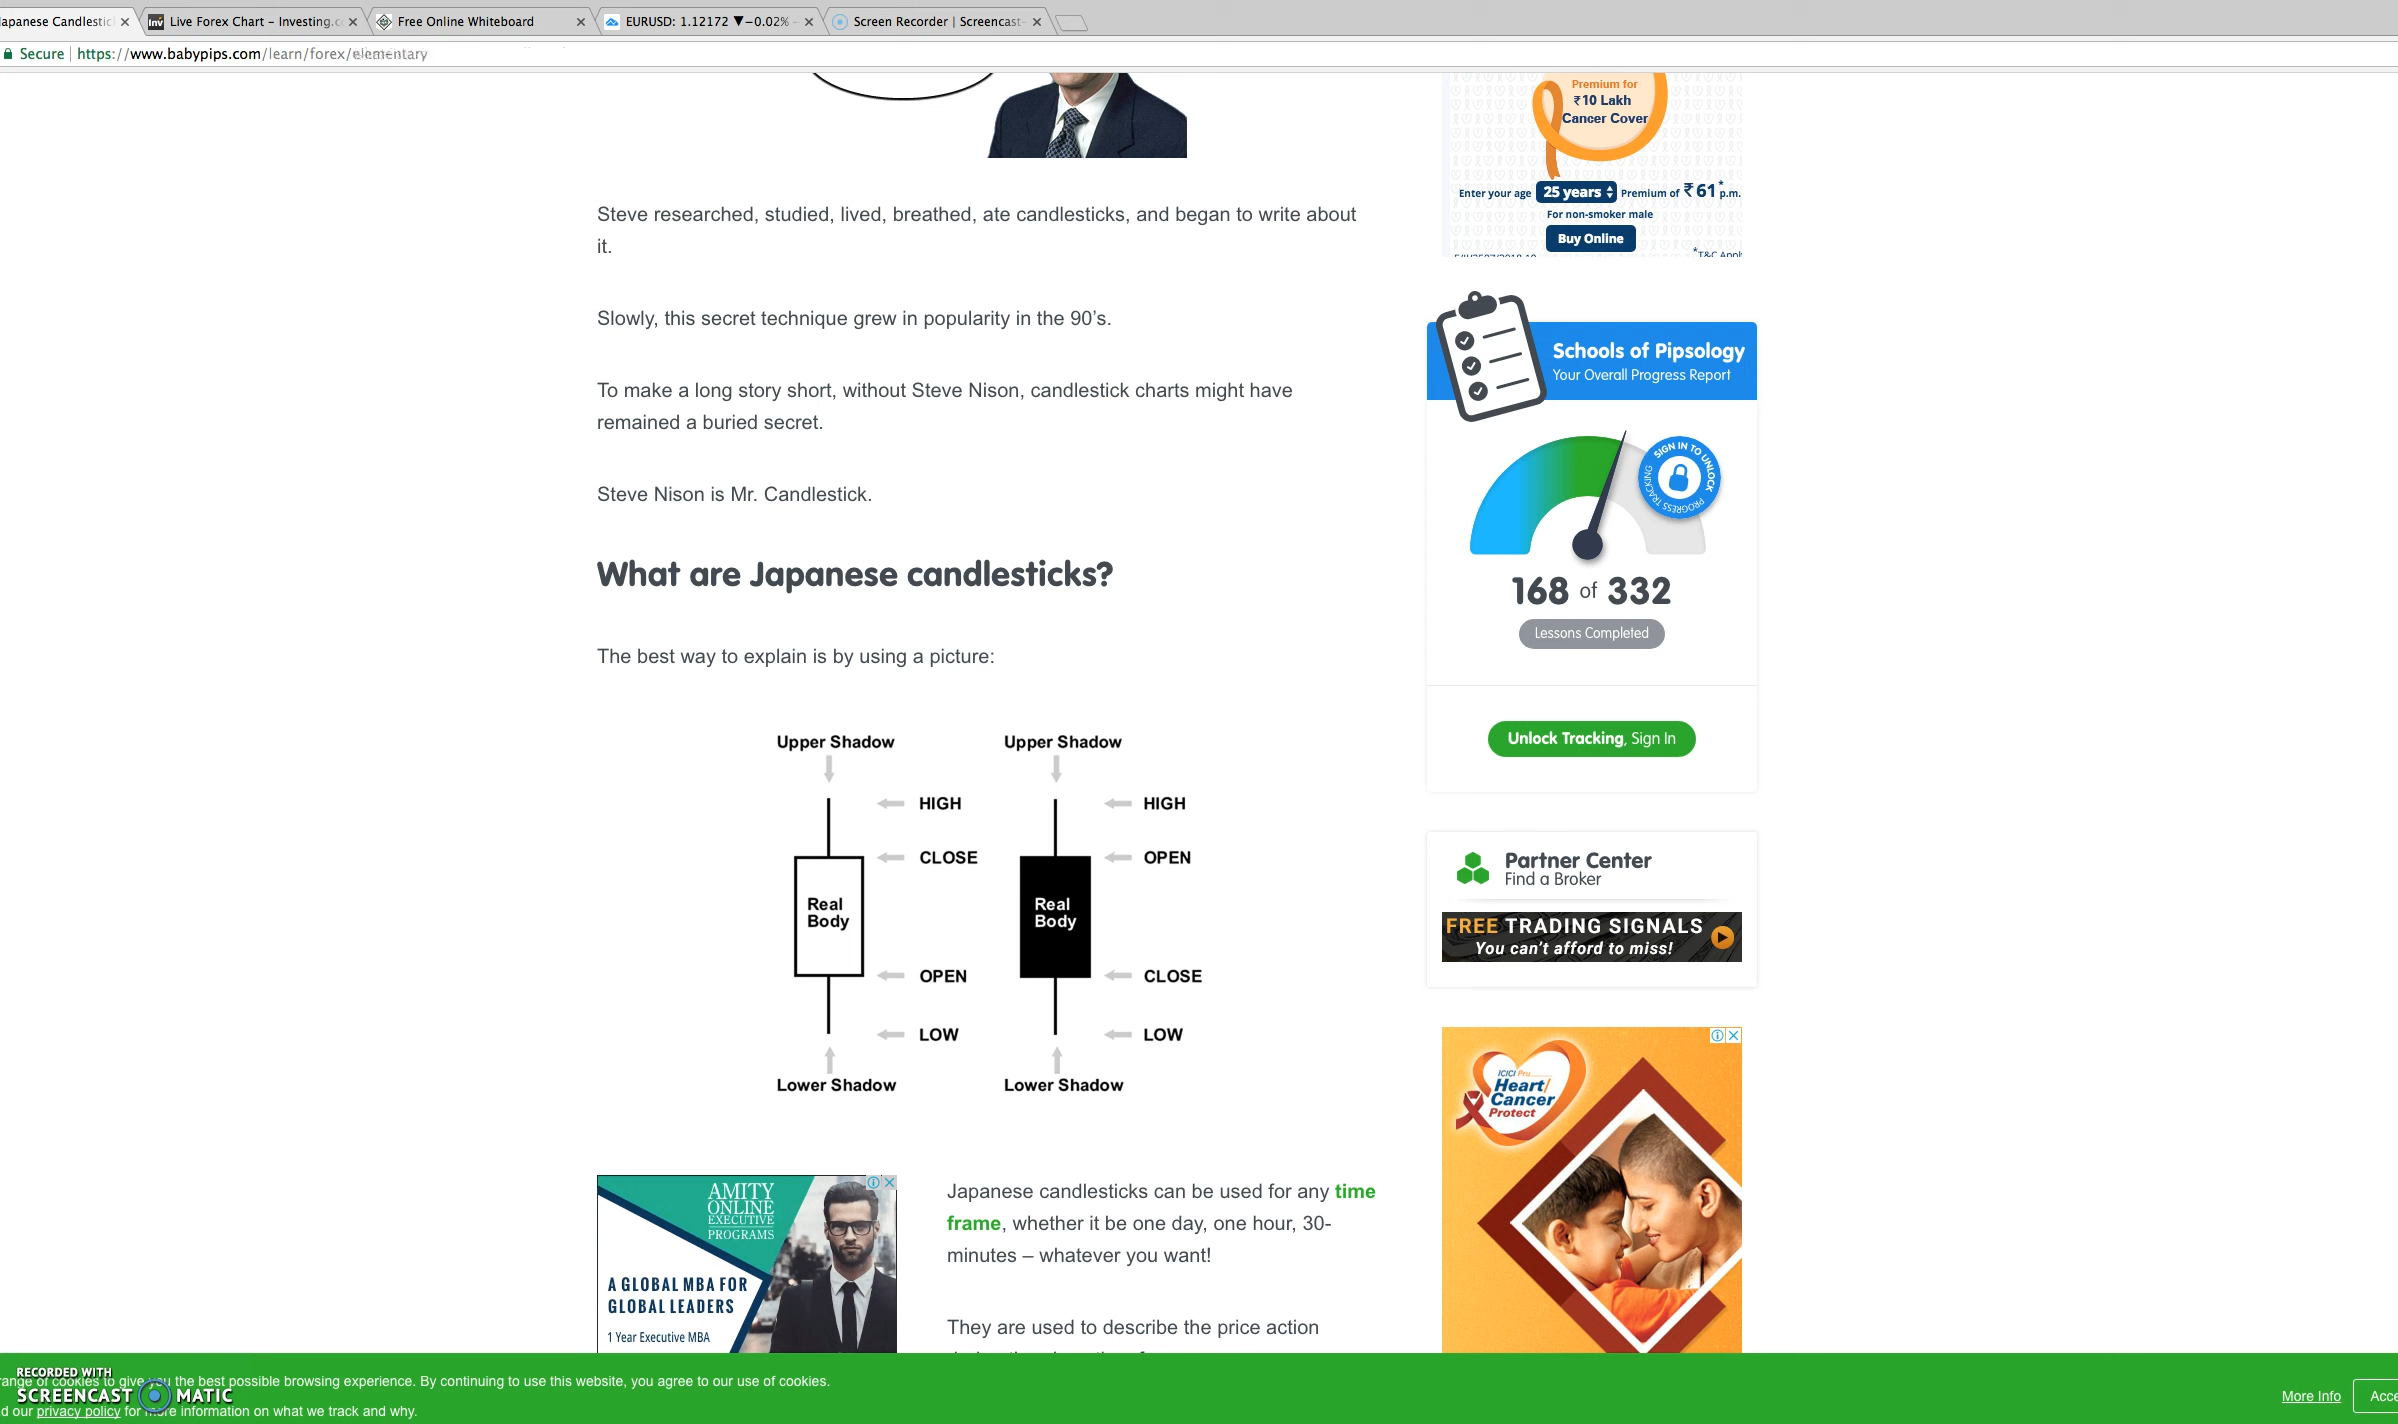 Japanese Candlestic
Live Forex Chart – Investing.c
Free Online Whiteboard
EURUSD: 1.12172 ▼−0.02%
Screen Recorder | Screencast-
Secure | https://www.babypips.com/learn/forex/elementary
Premium for
₹10 Lakh
Cancer Cover
Enter your age 25 years Premium of ₹61* p.m.
For non-smoker male
Buy Online
*T&C Appl
Steve researched, studied, lived, breathed, ate candlesticks, and began to write about
it.
Slowly, this secret technique grew in popularity in the 90’s.
To make a long story short, without Steve Nison, candlestick charts might have
remained a buried secret.
Steve Nison is Mr. Candlestick.
What are Japanese candlesticks?
The best way to explain is by using a picture:
Upper Shadow
HIGH
CLOSE
Real
Body
OPEN
LOW
Lower Shadow
Upper Shadow
HIGH
OPEN
Real
Body
CLOSE
LOW
Lower Shadow
Schools of Pipsology
Your Overall Progress Report
SIGN IN TO UNLOCK
PROGRESS TRACKING
168 of 332
Lessons Completed
Unlock Tracking, Sign In
Partner Center
Find a Broker
FREE TRADING SIGNALS
You can't afford to miss!
ICICI Pru
Heart/
Cancer
Protect
AMITY
ONLINE
EXECUTIVE
PROGRAMS
A GLOBAL MBA FOR
GLOBAL LEADERS
1 Year Executive MBA
Japanese candlesticks can be used for any time
frame, whether it be one day, one hour, 30-
minutes – whatever you want!
They are used to describe the price action
range of cookies to give you the best possible browsing experience. By continuing to use this website, you agree to our use of cookies.
d our privacy policy for more information on what we track and why.
More Info
Acce
RECORDED WITH
SCREENCAST MATIC